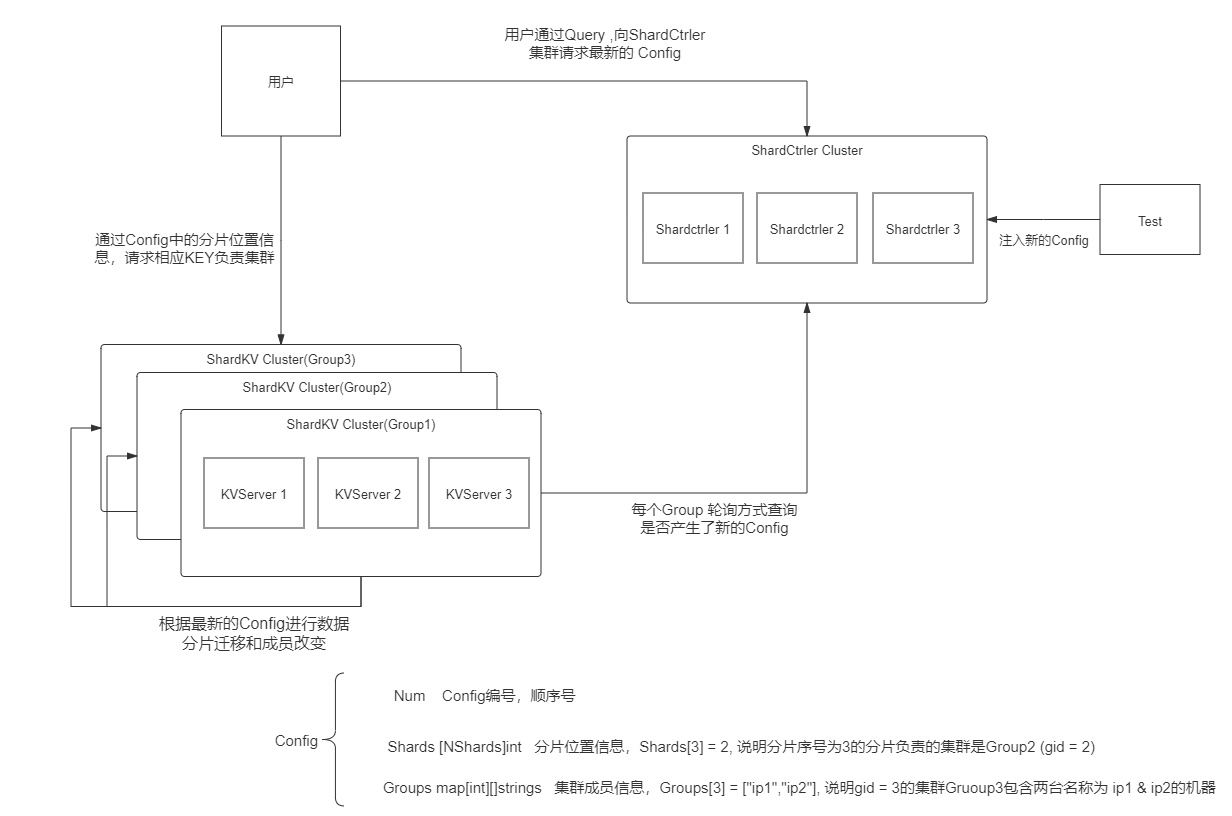 用户通过Query ,向ShardCtrler
集群请求最新的 Config
用户
ShardCtrler Cluster
Shardctrler 1
Shardctrler 2
Shardctrler 3
Test
注入新的Config
通过Config中的分片位置信
息，请求相应KEY负责集群
ShardKV Cluster(Group3)
ShardKV Cluster(Group2)
ShardKV Cluster(Group1)
KVServer 1
KVServer 2
KVServer 3
每个Group 轮询方式查询
是否产生了新的Config
根据最新的Config进行数据
分片迁移和成员改变
Config
Num Config编号，顺序号
Shards [NShards]int 分片位置信息，Shards[3] = 2, 说明分片序号为3的分片负责的集群是Group2 (gid = 2)
Groups map[int][]strings 集群成员信息，Groups[3] = ["ip1","ip2"], 说明gid = 3的集群Gruoup3包含两台名称为 ip1 & ip2的机器